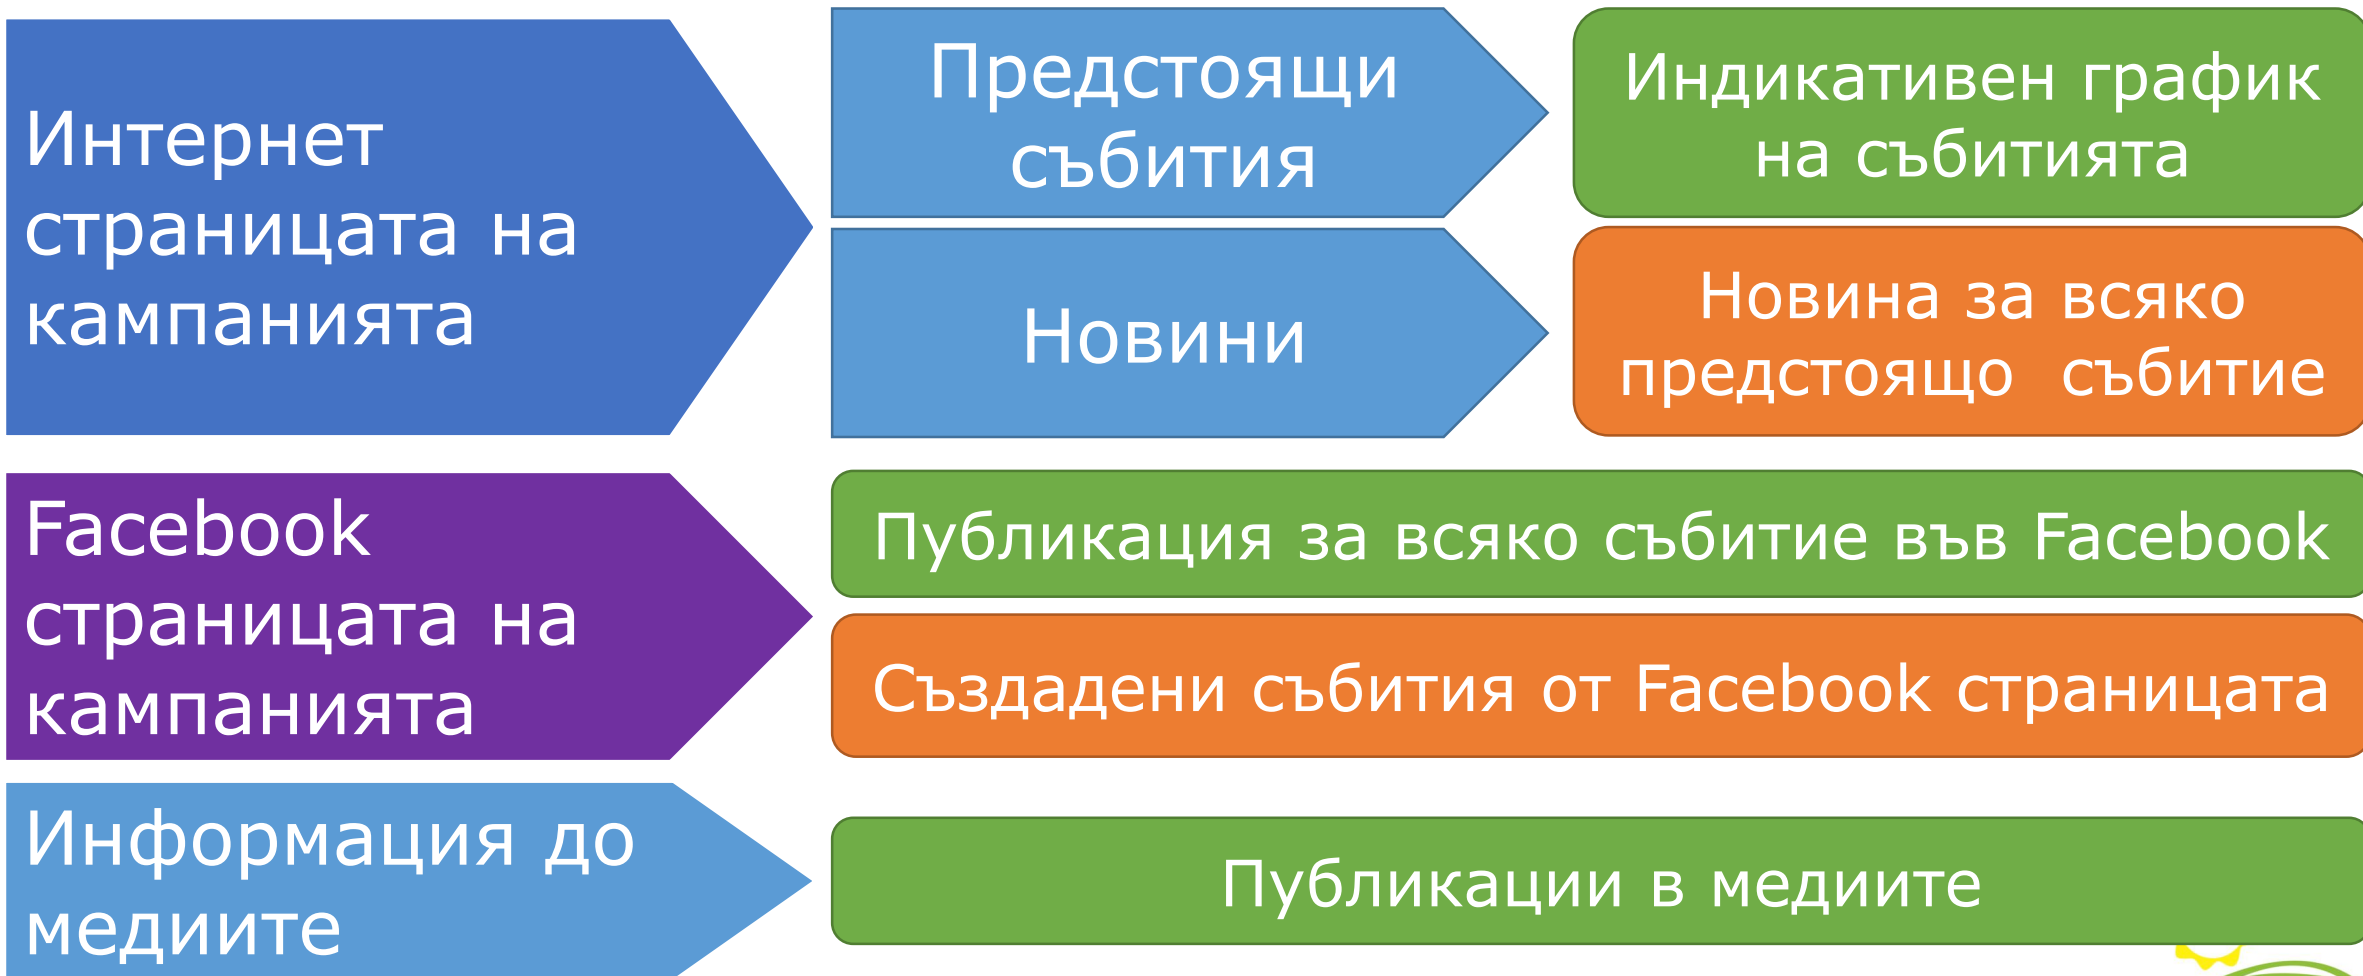 Интернет
страницата на
кампанията
Предстоящи
събития
Индикативен график
на събитията
Новини
Новина за всяко
предстоящо  събитие
Facebook
страницата на
кампанията
Публикация за всяко събитие във Facebook
Създадени събития от Facebook страницата
Информация до
медиите
Публикации в медиите